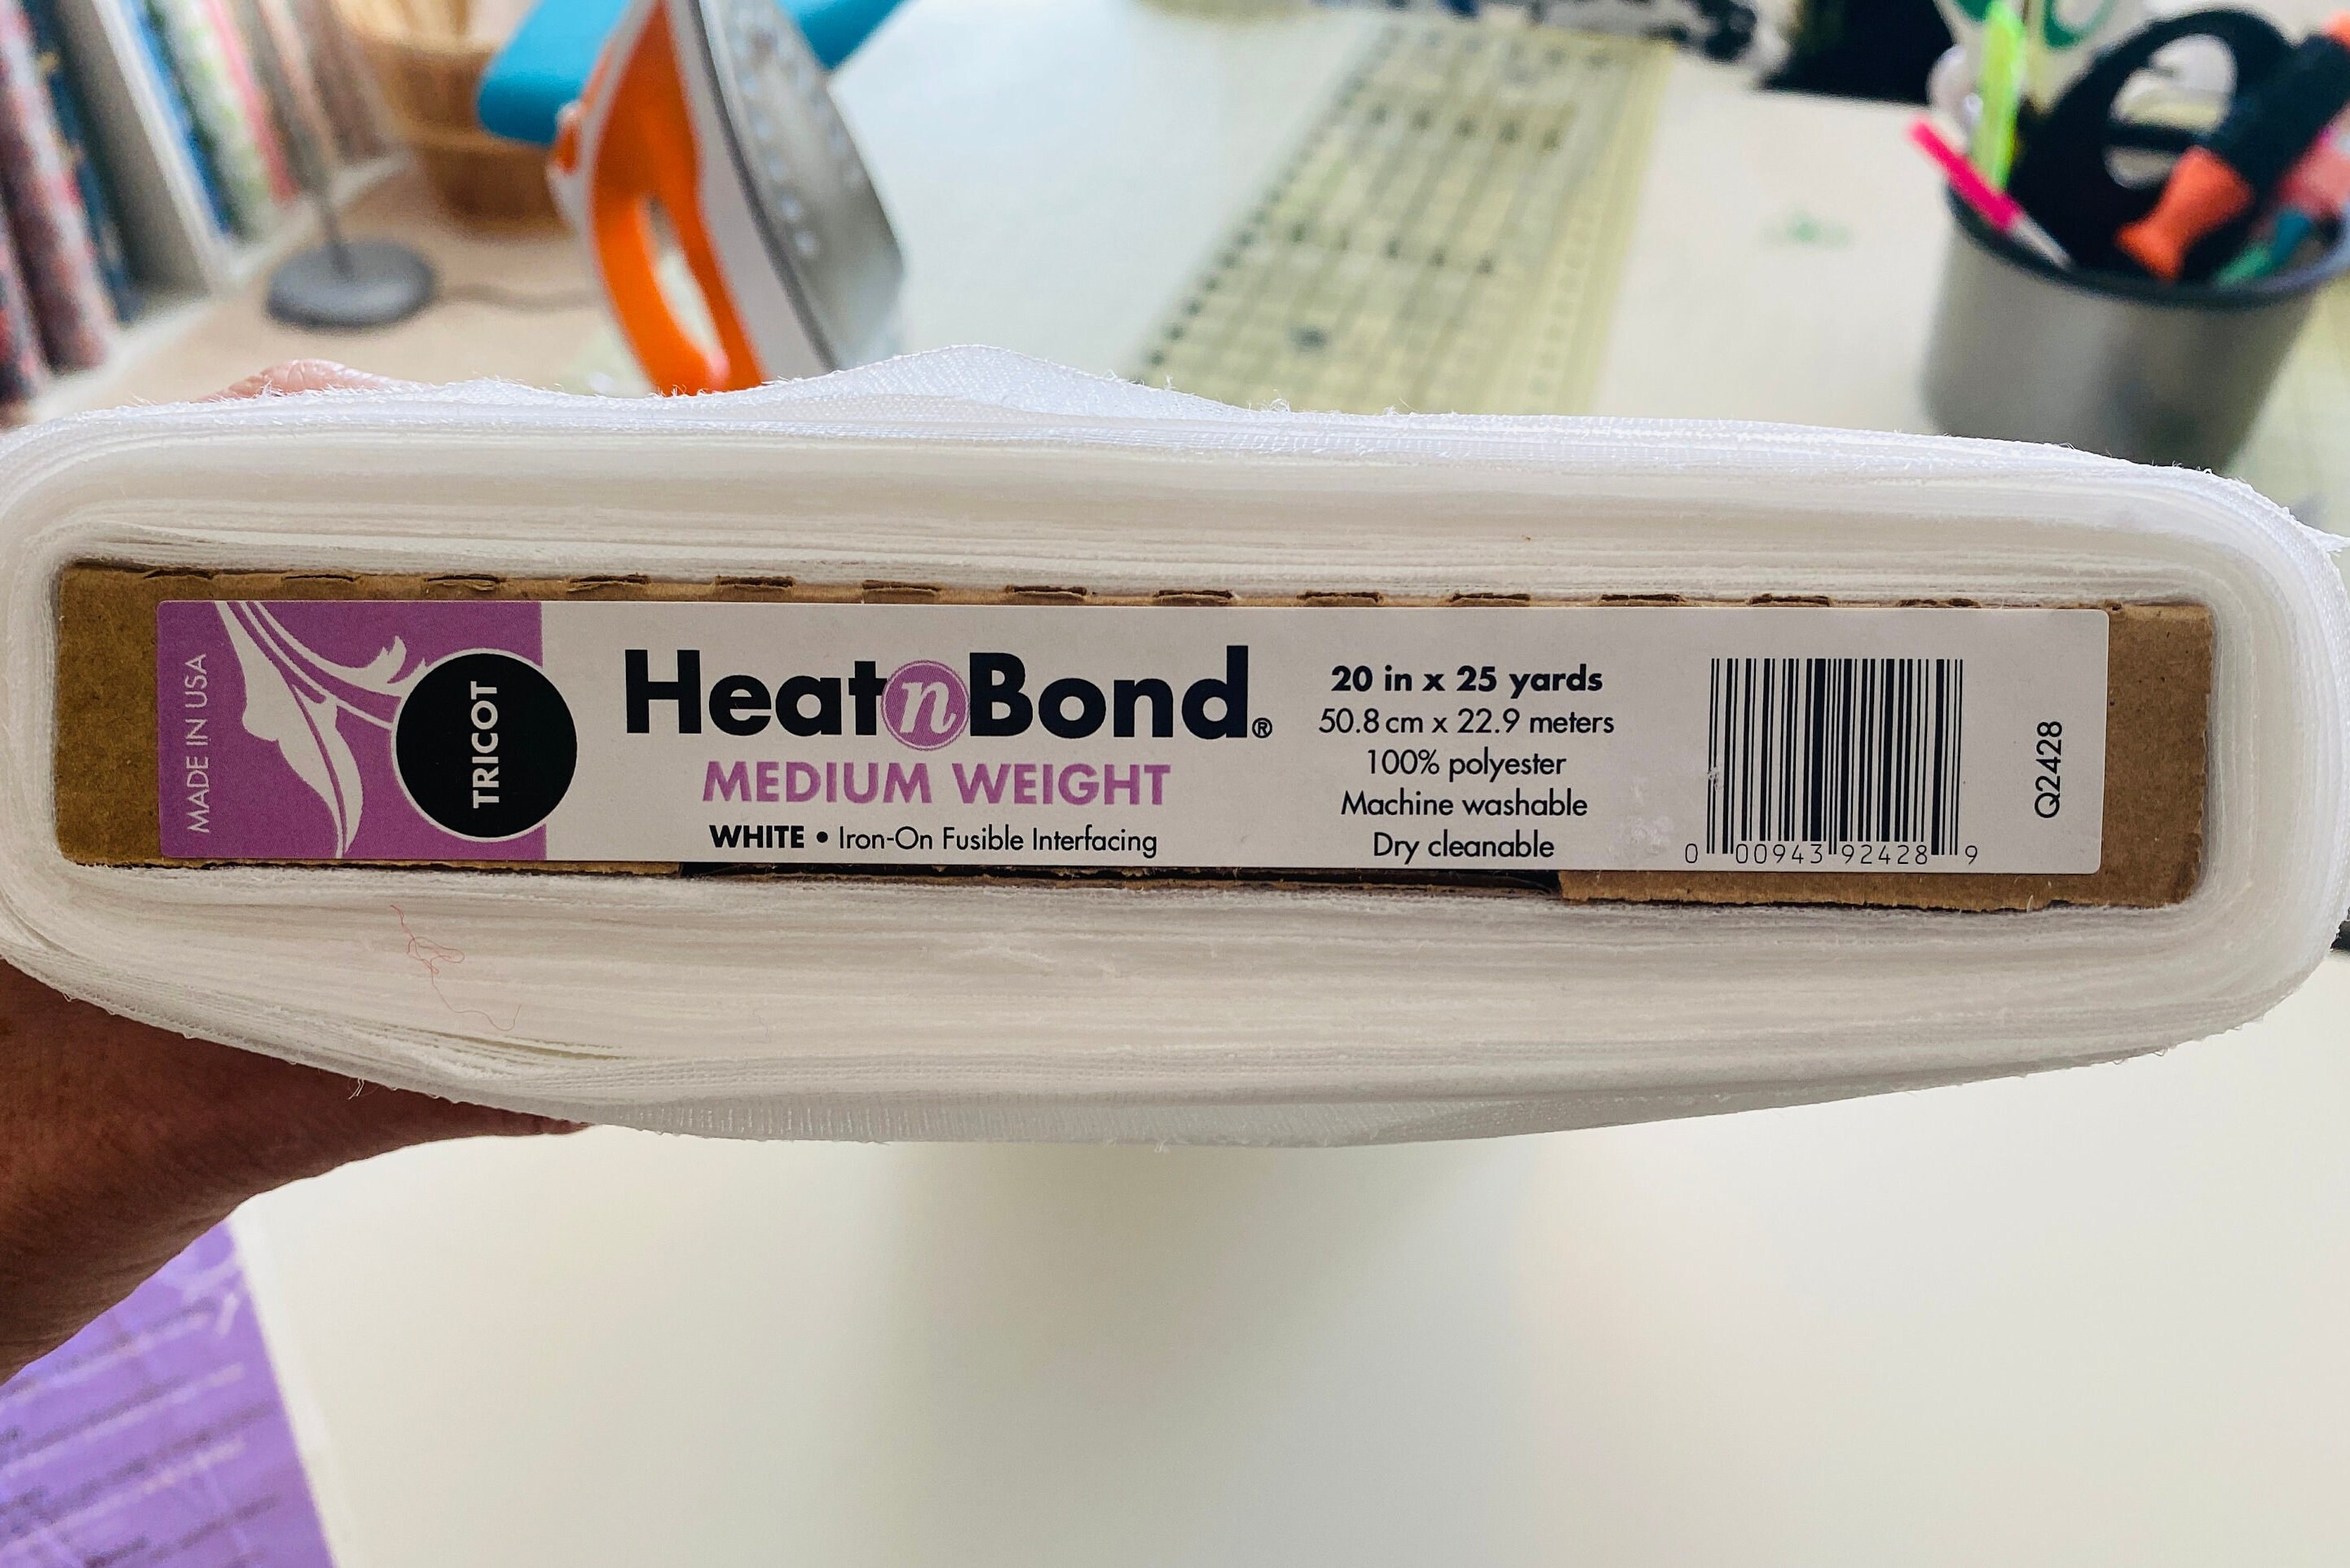 MADE IN USA
TRICOT
HeatnBond®
MEDIUM WEIGHT
WHITE • Iron-On Fusible Interfacing
20 in x 25 yards
50.8 cm x 22.9 meters
100% polyester
Machine washable
Dry cleanable
0 00943 92428 9
Q2428